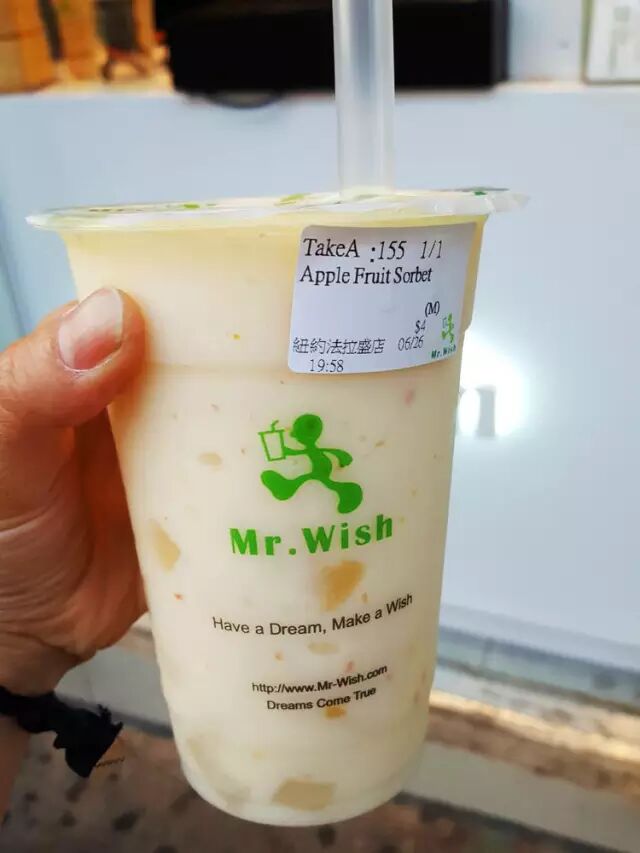 TakeA :155 1/1
Apple Fruit Sorbet
(M)
$4
紐約法拉盛店 06/26
Mr.Wish
19:58
Mr.Wish
Have a Dream, Make a Wish
http://www.Mr-Wish.com
Dreams Come True